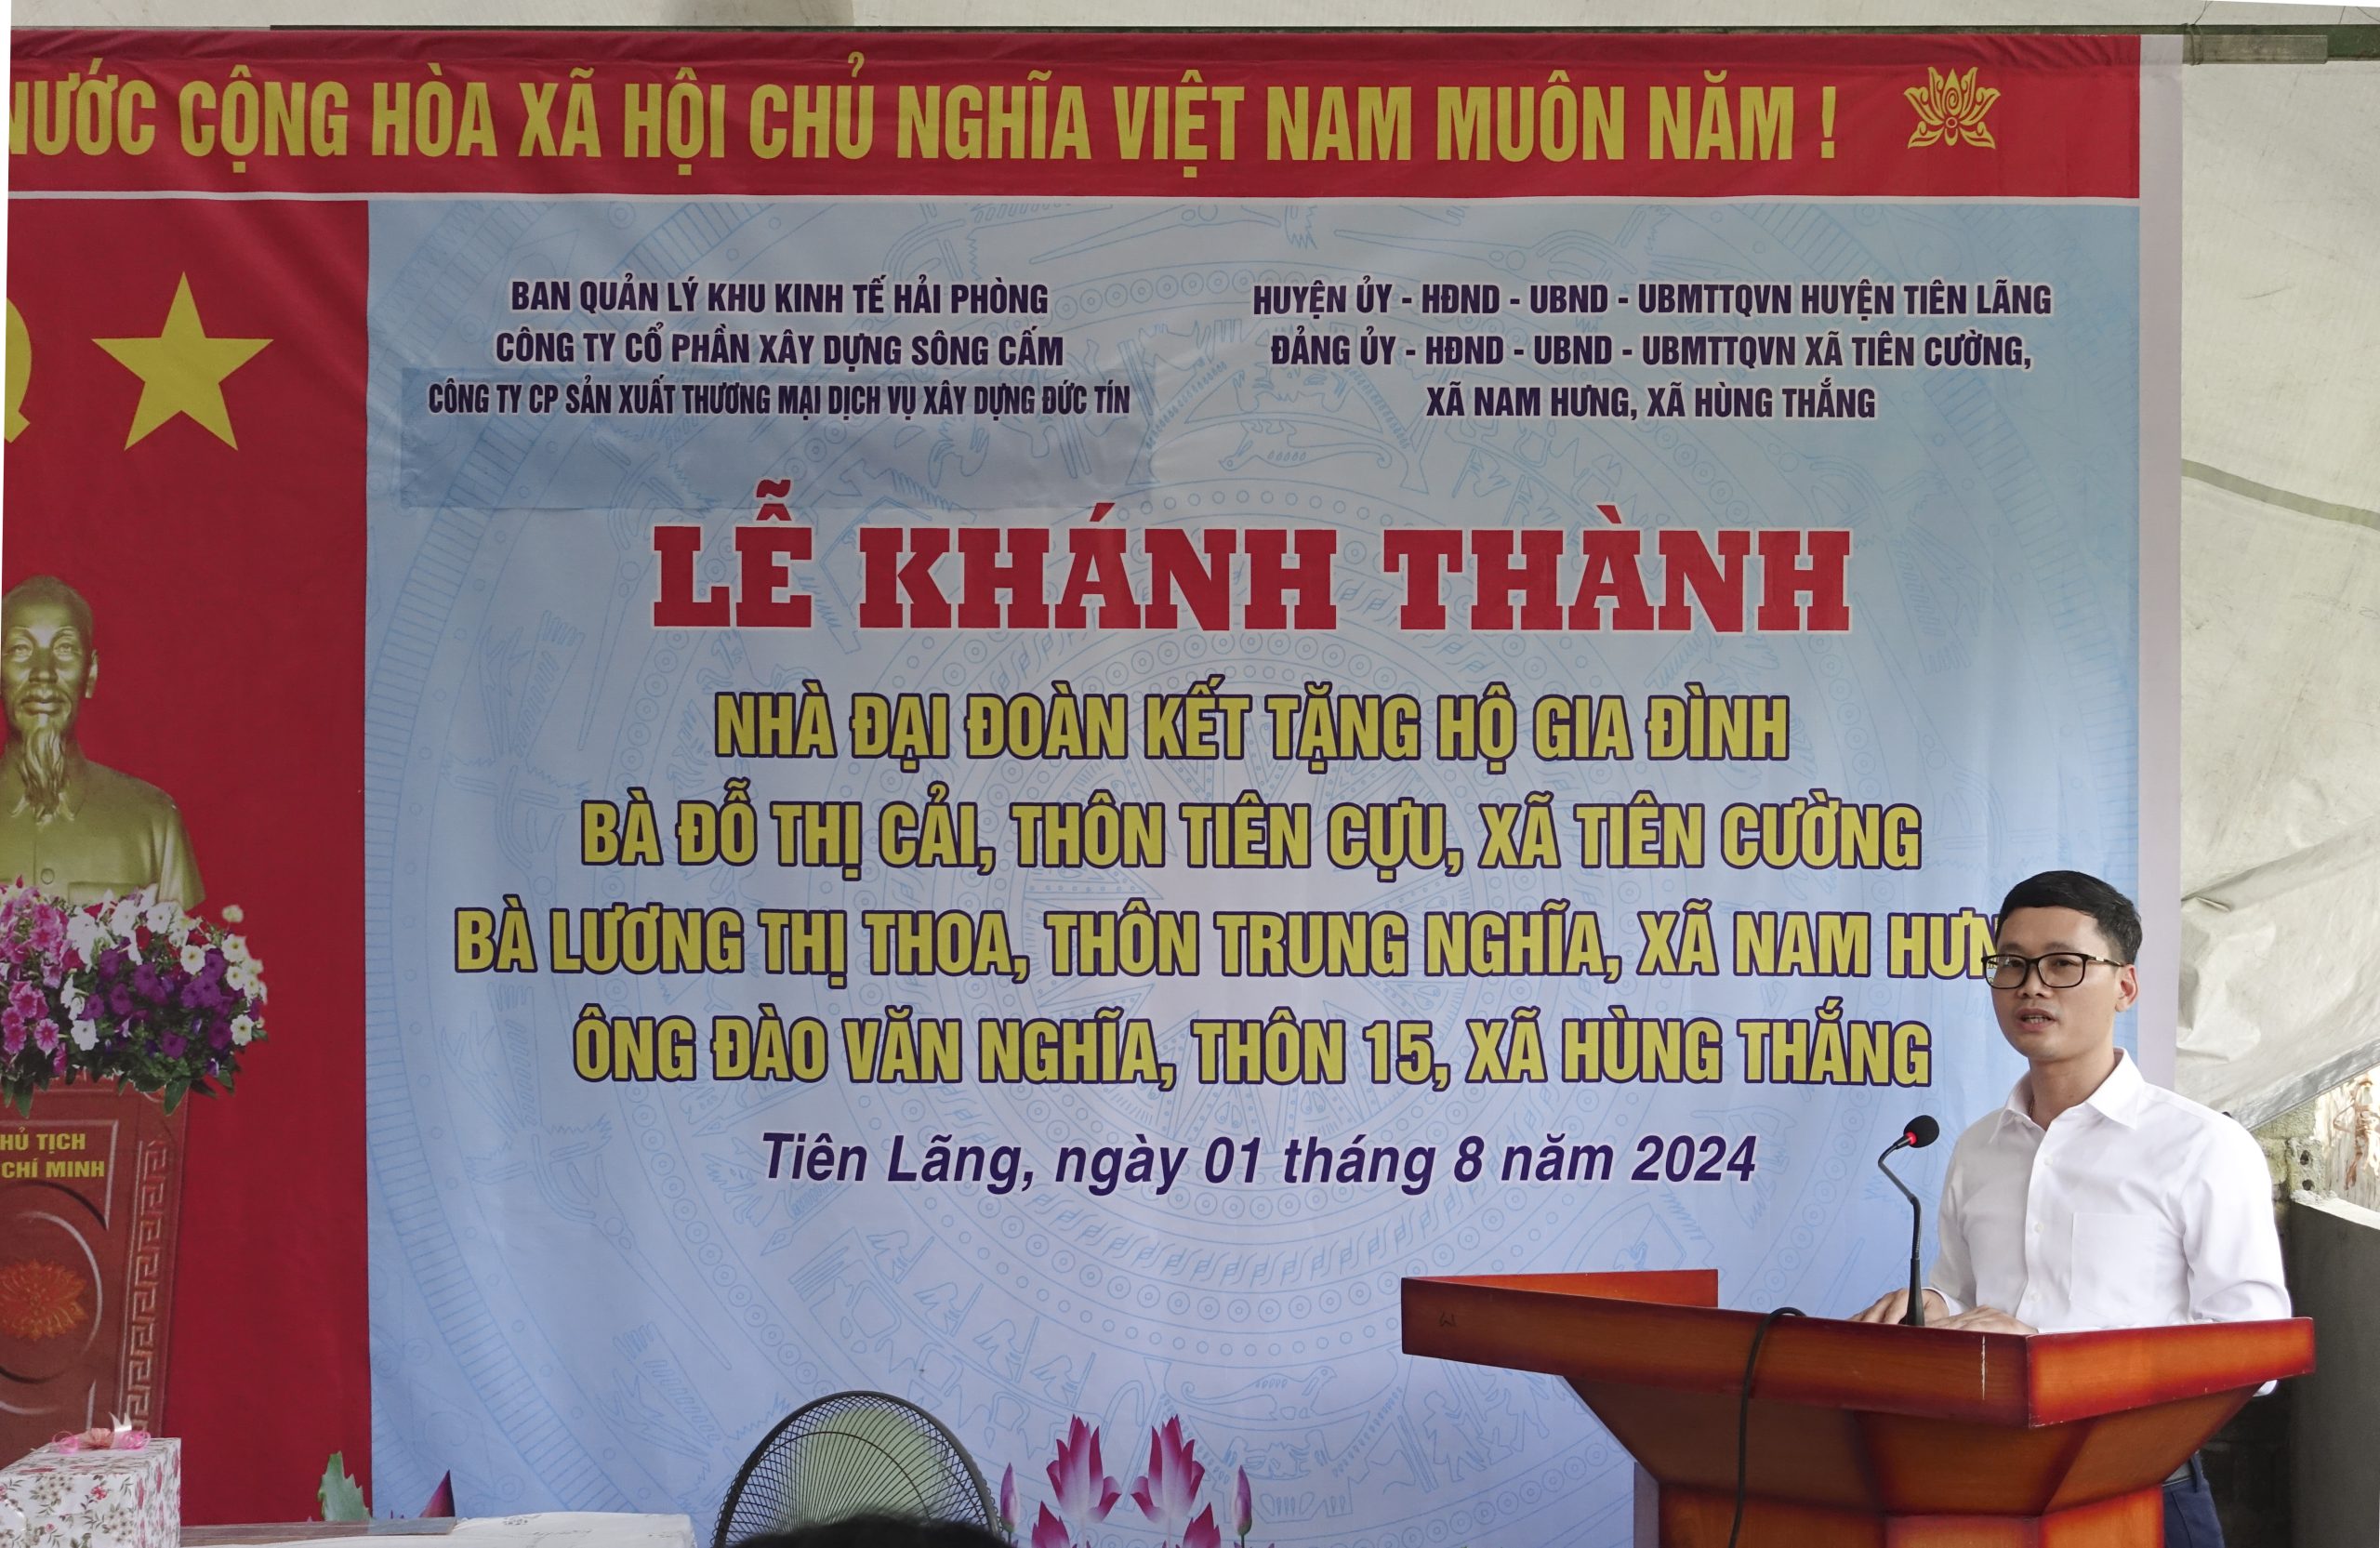 NƯỚC CỘNG HÒA XÃ HỘI CHỦ NGHĨA VIỆT NAM MUÔN NĂM !
Q
BAN QUẢN LÝ KHU KINH TẾ HẢI PHÒNG
CÔNG TY CỔ PHẦN XÂY DỰNG SÔNG CẤM
CÔNG TY CP SẢN XUẤT THƯƠNG MẠI DỊCH VỤ XÂY DỰNG ĐỨC TÍN
HUYỆN ỦY - HĐND - UBND - UBMTTQVN HUYỆN TIÊN LÃNG
ĐẢNG ỦY - HĐND - UBND - UBMTTQVN XÃ TIÊN CƯỜNG,
XÃ NAM HƯNG, XÃ HÙNG THẮNG
LỄ KHÁNH THÀNH
NHÀ ĐẠI ĐOÀN KẾT TẶNG HỘ GIA ĐÌNH
BÀ ĐỖ THỊ CẢI, THÔN TIÊN CỰU, XÃ TIÊN CƯỜNG
BÀ LƯƠNG THỊ THOA, THÔN TRUNG NGHĨA, XÃ NAM HƯN
ÔNG ĐÀO VĂN NGHĨA, THÔN 15, XÃ HÙNG THẮNG
Tiên Lãng, ngày 01 tháng 8 năm 2024
HỦ TỊCH
CHÍ MINH